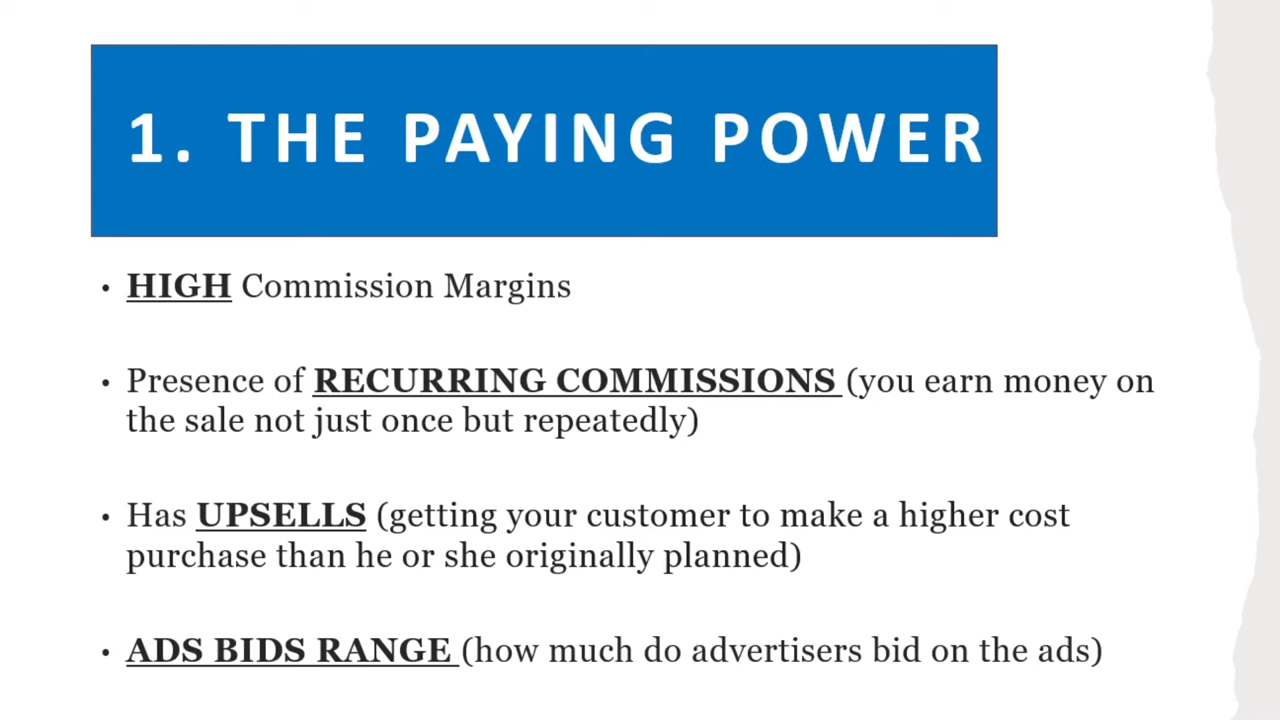 1. THE PAYING POWER
• HIGH Commission Margins
• Presence of RECURRING COMMISSIONS (you earn money on
the sale not just once but repeatedly)
• Has UPSELLS (getting your customer to make a higher cost
purchase than he or she originally planned)
• ADS BIDS RANGE (how much do advertisers bid on the ads)